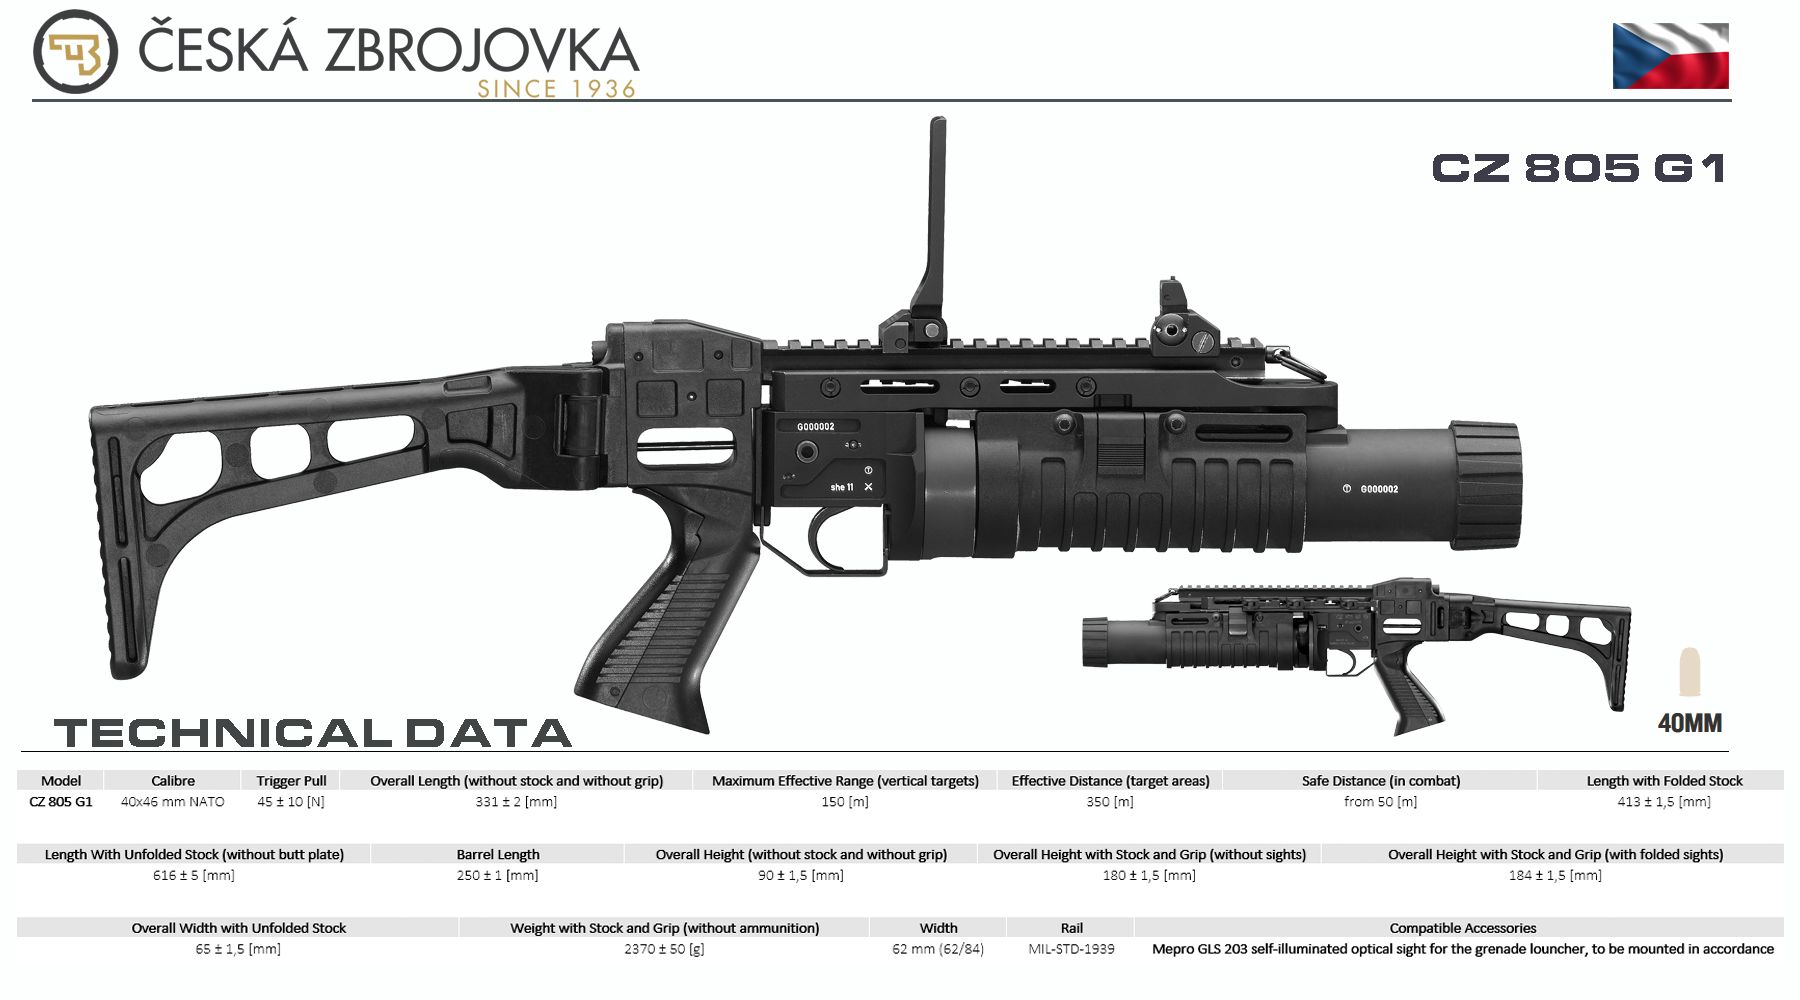 ČESKÁ ZBROJOVKA
SINCE 1936
CZ 805 G1
G000002
she 11
G000002
40MM
TECHNICAL DATA
Model Calibre Trigger Pull Overall Length (without stock and without grip) Maximum Effective Range (vertical targets) Effective Distance (target areas) Safe Distance (in combat) Length with Folded Stock
CZ 805 G1 40x46 mm NATO 45 ± 10 [N] 331 ± 2 [mm] 150 [m] 350 [m] from 50 [m] 413 ± 1,5 [mm]
Length With Unfolded Stock (without butt plate) Barrel Length Overall Height (without stock and without grip) Overall Height with Stock and Grip (without sights) Overall Height with Stock and Grip (with folded sights)
616 ± 5 [mm] 250 ± 1 [mm] 90 ± 1,5 [mm] 180 ± 1,5 [mm] 184 ± 1,5 [mm]
Overall Width with Unfolded Stock Weight with Stock and Grip (without ammunition) Width Rail Compatible Accessories
65 ± 1,5 [mm] 2370 ± 50 [g] 62 mm (62/84) MIL-STD-1939 Mepro GLS 203 self-illuminated optical sight for the grenade louncher, to be mounted in accordance